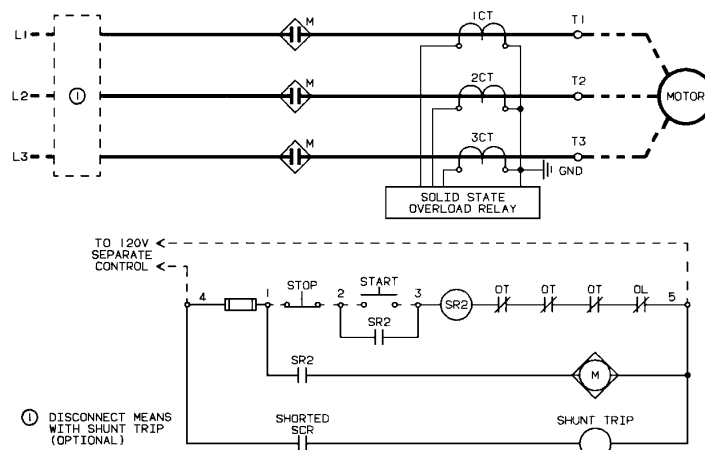 L1 M 1CT T1
L2 ① M 2CT T2 MOTOR
L3 M 3CT T3
GND
SOLID STATE
OVERLOAD RELAY
TO 120V
SEPARATE
CONTROL
4 1 STOP 2 START 3 SR2 OT OT OT OL 5
SR2
SR2 M
SHORTED
SCR
SHUNT TRIP
① DISCONNECT MEANS
WITH SHUNT TRIP
(OPTIONAL)